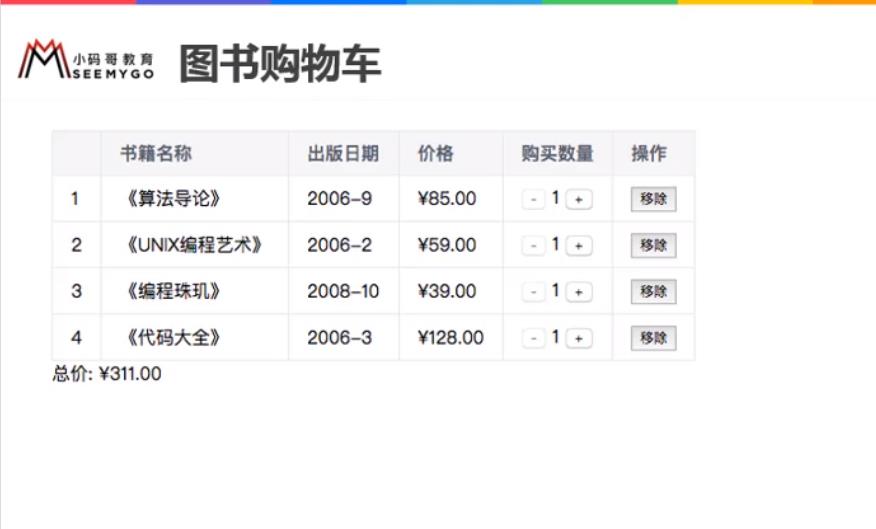 小码哥教育
SEEMYGO
图书购物车
书籍名称 出版日期 价格 购买数量 操作
1 《算法导论》 2006-9 ¥85.00 - 1 + 移除
2 《UNIX编程艺术》 2006-2 ¥59.00 - 1 + 移除
3 《编程珠玑》 2008-10 ¥39.00 - 1 + 移除
4 《代码大全》 2006-3 ¥128.00 - 1 + 移除
总价: ¥311.00